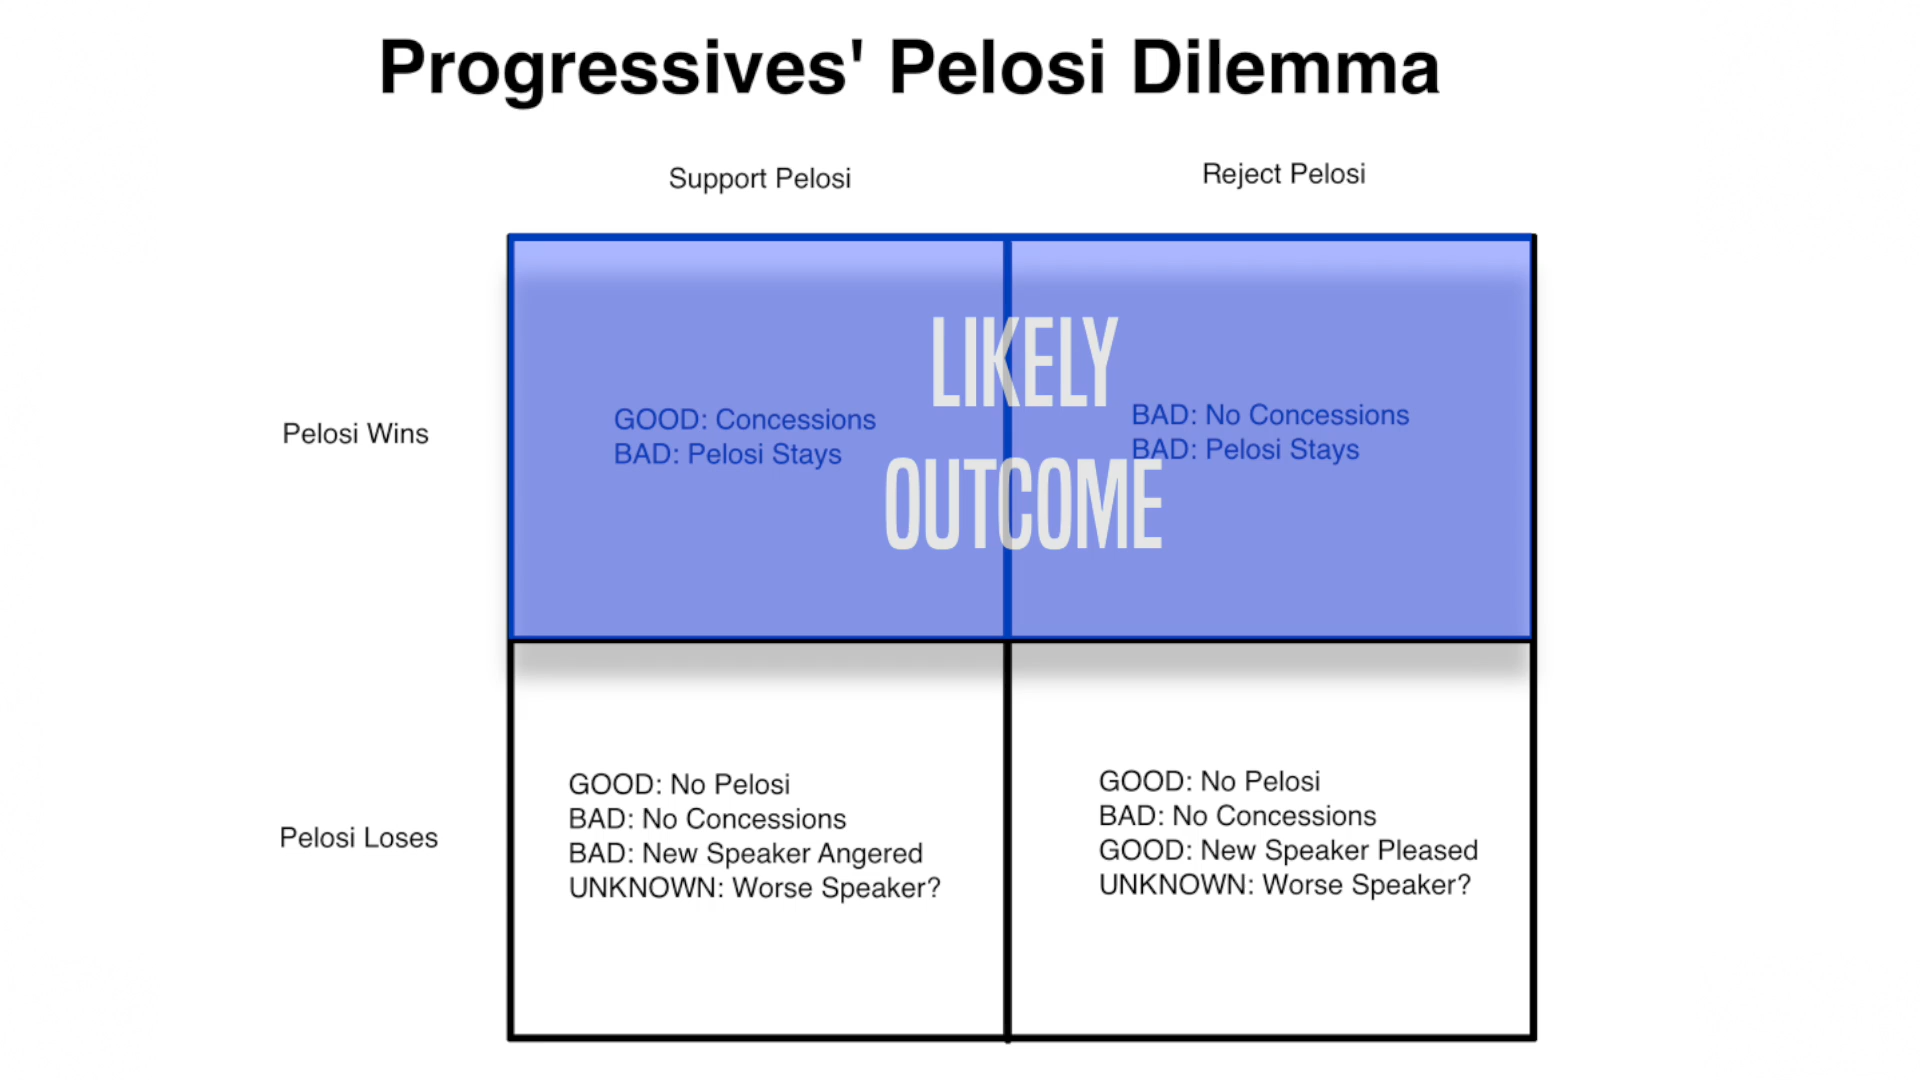 Progressives' Pelosi Dilemma
Support Pelosi
Reject Pelosi
Pelosi Wins
GOOD: Concessions
BAD: Pelosi Stays
LIKELY
OUTCOME
BAD: No Concessions
BAD: Pelosi Stays
Pelosi Loses
GOOD: No Pelosi
BAD: No Concessions
BAD: New Speaker Angered
UNKNOWN: Worse Speaker?
GOOD: No Pelosi
BAD: No Concessions
GOOD: New Speaker Pleased
UNKNOWN: Worse Speaker?